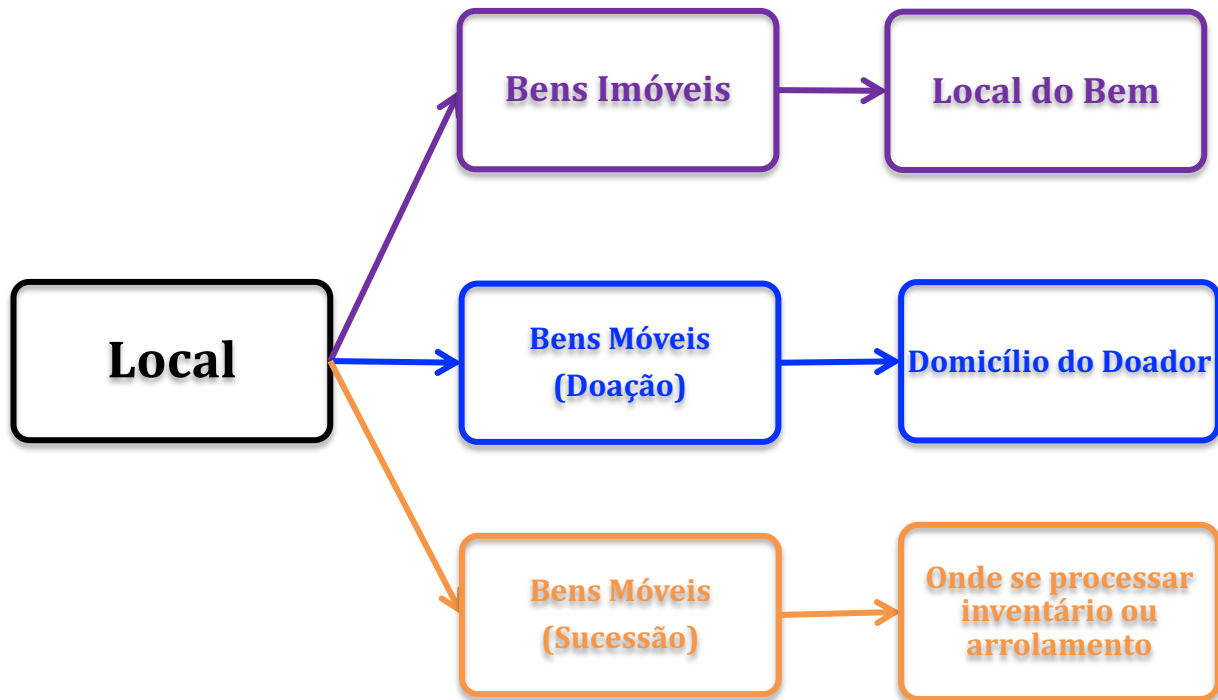 Bens Imóveis
Local do Bem
Local
Bens Móveis
(Doação)
Domicílio do Doador
Bens Móveis
(Sucessão)
Onde se processar
inventário ou
arrolamento